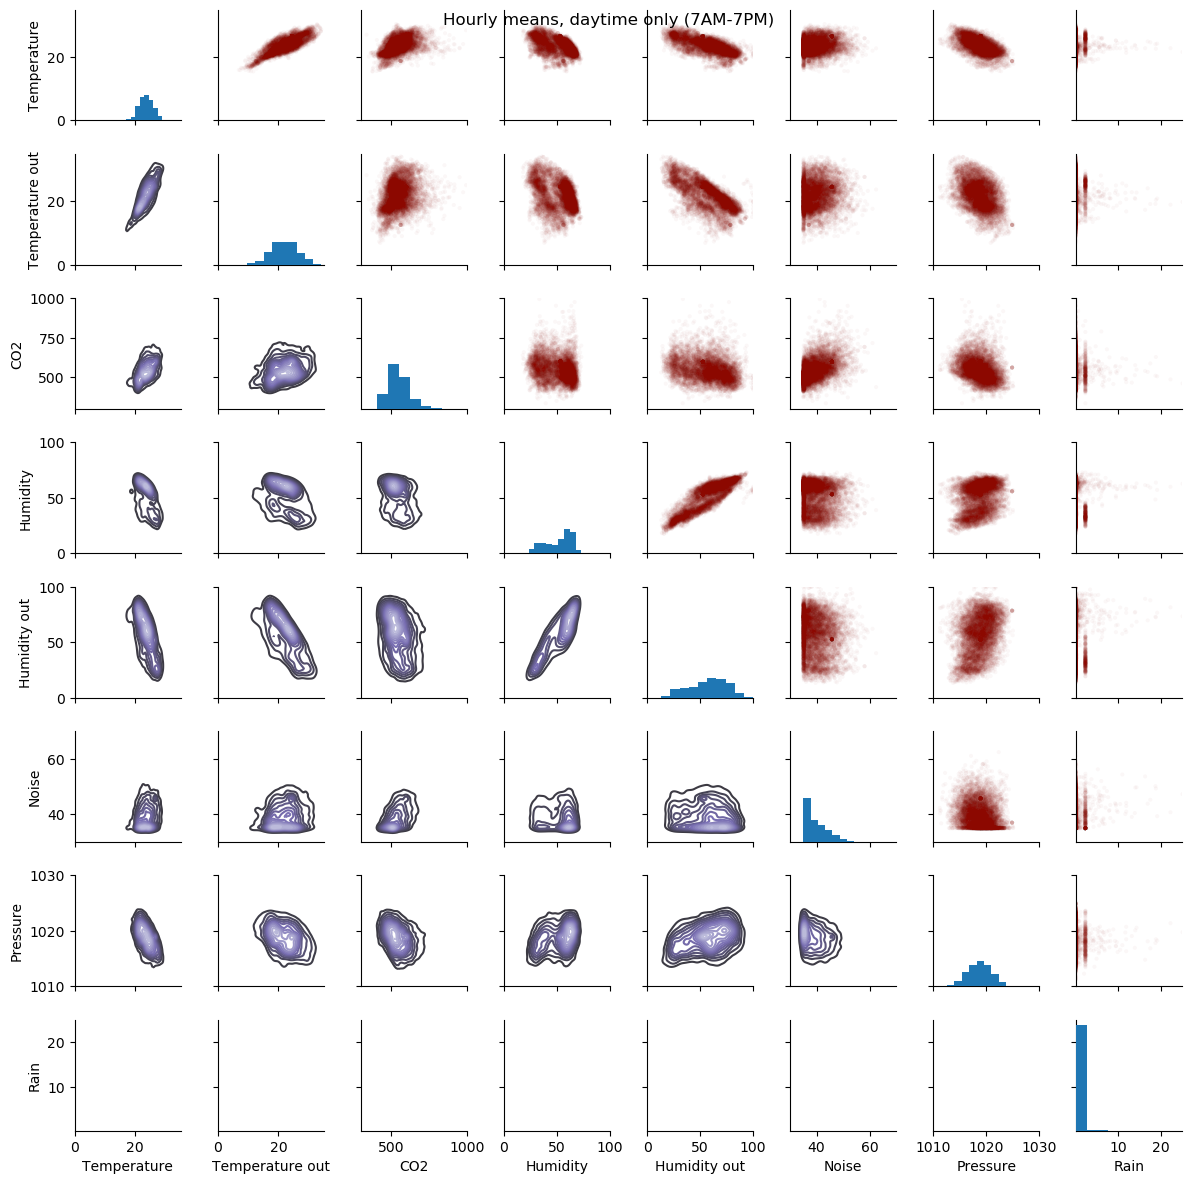 Hourly means, daytime only (7AM-7PM)
Temperature
20
0
Temperature out
20
0
CO2
1000
750
500
Humidity
100
50
0
Humidity out
100
50
0
Noise
60
40
Pressure
1030
1020
1010
Rain
20
10
0 20 20 500 1000 0 50 100 0 50 100 40 60 1010 1020 1030 10 20
Temperature Temperature out CO2 Humidity Humidity out Noise Pressure Rain